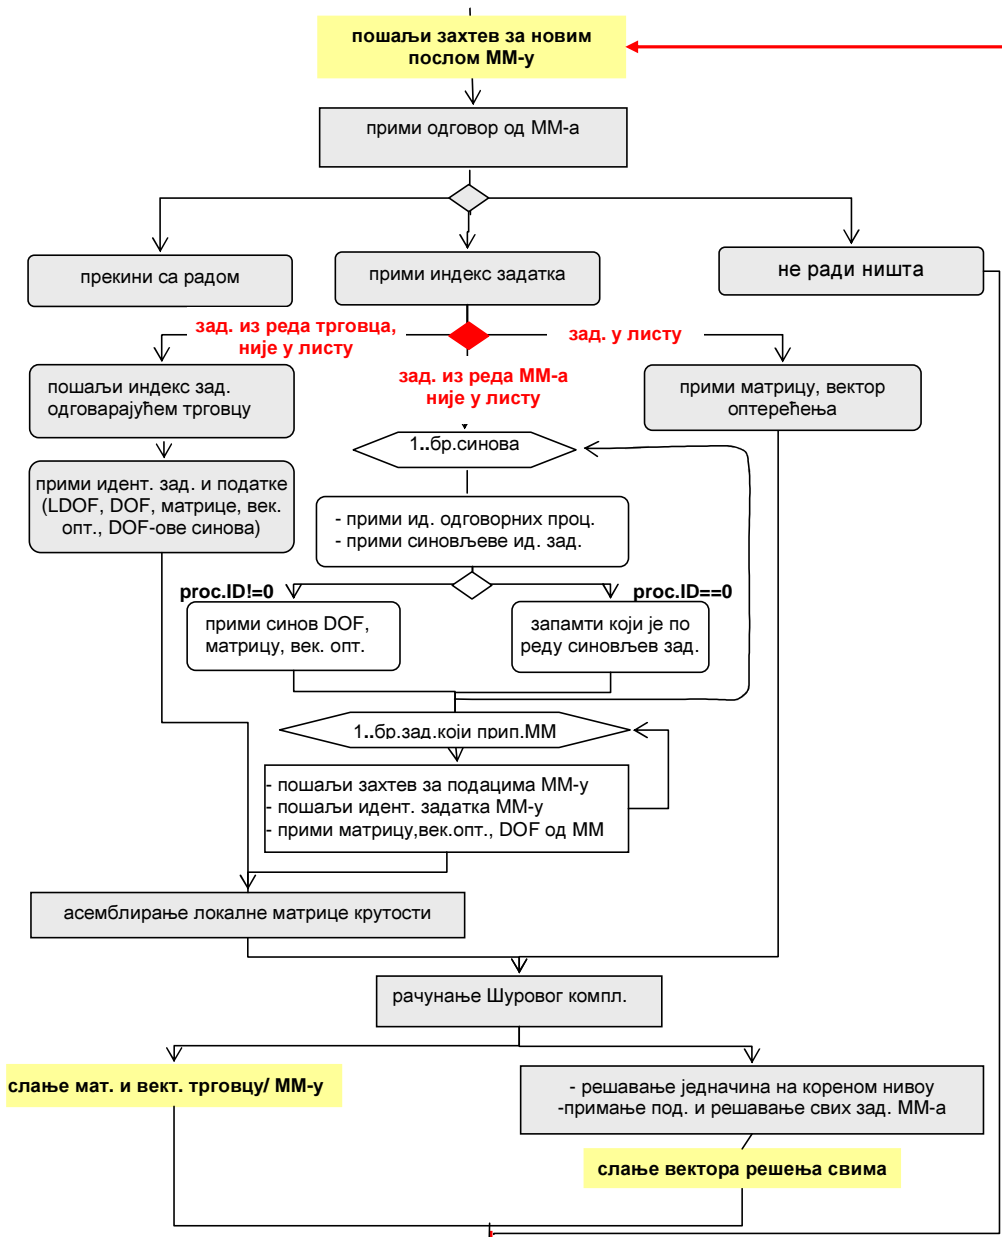 пошаљи захтев за новим
послом ММ-у
прими одговор од ММ-а
прекини са радом
прими индекс задатка
не ради ништа
зад. из реда трговца,
није у листу
зад. у листу
зад. из реда ММ-а
није у листу
пошаљи индекс зад.
одговарајућем трговцу
прими матрицу, вектор
оптерећења
1..бр.синова
прими идент. зад. и податке
(LDOF, DOF, матрице, век.
опт., DOF-ове синова)
- прими ид. одговорних проц.
- прими синовљеве ид. зад.
proc.ID!=0
proc.ID==0
прими синов DOF,
матрицу, век. опт.
запамти који је по
реду синовљев зад.
1..бр.зад.који прип.ММ
- пошаљи захтев за подацима ММ-у
- пошаљи идент. задатка ММ-у
- прими матрицу,век.опт., DOF од ММ
асемблирање локалне матрице крутости
рачунање Шуровог компл.
слање мат. и вект. трговцу/ ММ-у
- решавање једначина на кореном нивоу
-примање под. и решавање свих зад. ММ-а
слање вектора решења свима